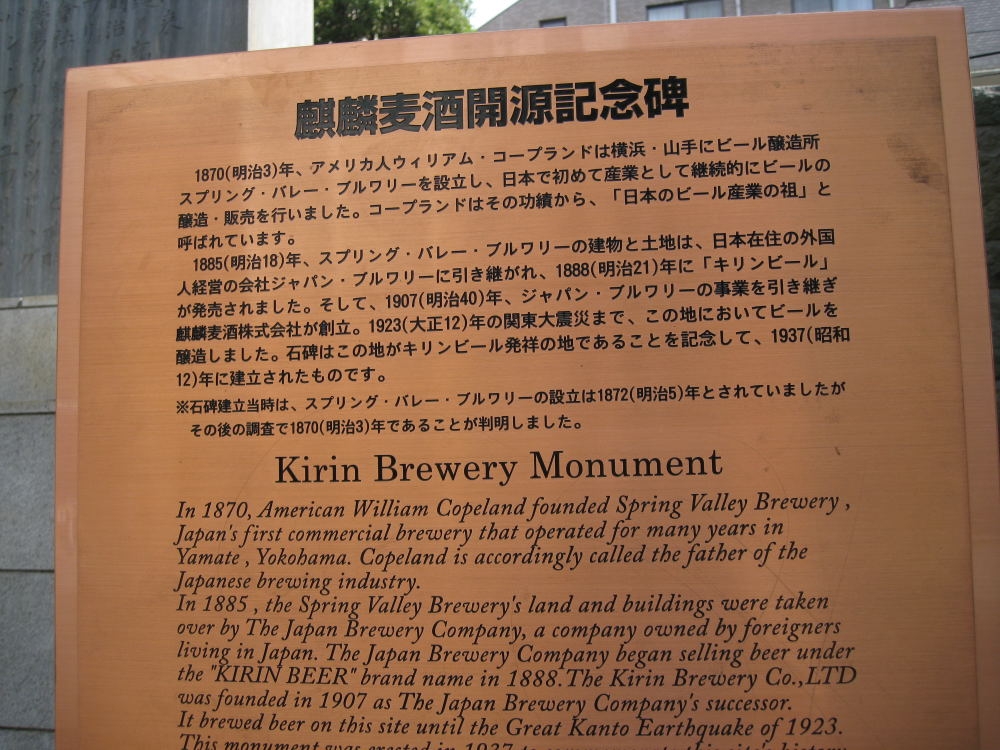 麒麟麦酒開源記念碑
1870(明治3)年、アメリカ人ウィリアム・コープランドは横浜・山手にビール醸造所
スプリング・バレー・ブルワリーを設立し、日本で初めて産業として継続的にビールの
醸造・販売を行いました。コープランドはその功績から、「日本のビール産業の祖」と
呼ばれています。
1885(明治18)年、スプリング・バレー・ブルワリーの建物と土地は、日本在住の外国
人経営の会社ジャパン・ブルワリーに引き継がれ、1888(明治21)年に「キリンビール」
が発売されました。そして、1907(明治40)年、ジャパン・ブルワリーの事業を引き継ぎ
麒麟麦酒株式会社が創立。1923(大正12)年の関東大震災まで、この地においてビールを
醸造しました。石碑はこの地がキリンビール発祥の地であることを記念して、1937(昭和
12)年に建立されたものです。
※石碑建立当時は、スプリング・バレー・ブルワリーの設立は1872(明治5)年とされていましたが
その後の調査で1870(明治3)年であることが判明しました。
Kirin Brewery Monument
In 1870, American William Copeland founded Spring Valley Brewery ,
Japan's first commercial brewery that operated for many years in
Yamate , Yokohama. Copeland is accordingly called the father of the
Japanese brewing industry.
In 1885 , the Spring Valley Brewery's land and buildings were taken
over by The Japan Brewery Company, a company owned by foreigners
living in Japan. The Japan Brewery Company began selling beer under
the "KIRIN BEER" brand name in 1888.The Kirin Brewery Co.,LTD
was founded in 1907 as The Japan Brewery Company's successor.
It brewed beer on this site until the Great Kanto Earthquake of 1923.
This monument was erected in 1937 to commemorate this site's history